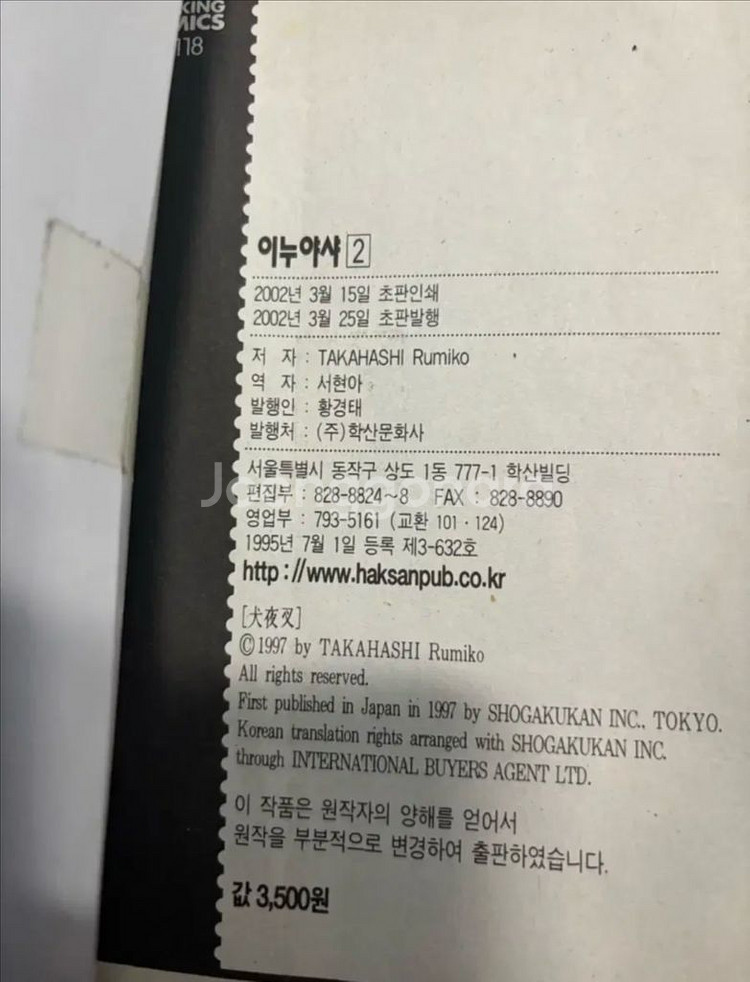 KING
MICS
118
이누야샤 2
2002년 3월 15일 초판인쇄
2002년 3월 25일 초판발행
저 자 : TAKAHASHI Rumiko
역 자 : 서현아
발행인 : 황경태
발행처 : (주)학산문화사
서울특별시 동작구 상도 1동 777-1 학산빌딩
편집부 : 828-8824~8 FAX : 828-8890
영업부 : 793-5161 (교환 101·124)
1995년 7월 1일 등록 제3-632호
http://www.haksanpub.co.kr
[犬夜叉]
©1997 by TAKAHASHI Rumiko
All rights reserved.
First published in Japan in 1997 by SHOGAKUKAN INC., TOKYO.
Korean translation rights arranged with SHOGAKUKAN INC.
through INTERNATIONAL BUYERS AGENT LTD.
이 작품은 원작자의 양해를 얻어서
원작을 부분적으로 변경하여 출판하였습니다.
값 3,500원